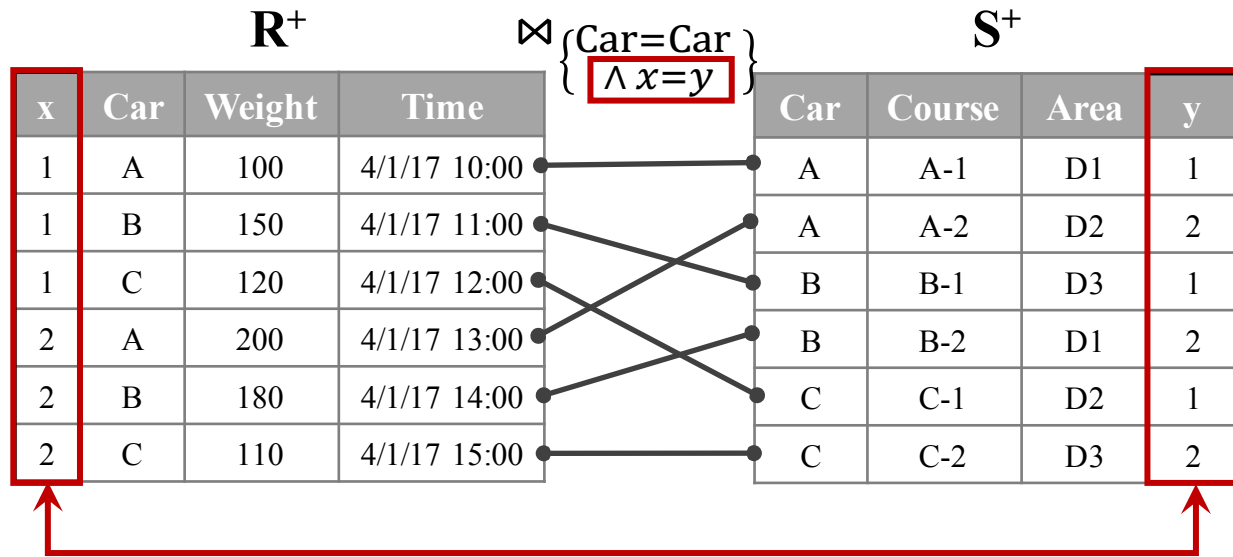 R⁺ ⋈ { Car=Car ∧ x=y } S⁺
x Car Weight Time
1 A 100 4/1/17 10:00
1 B 150 4/1/17 11:00
1 C 120 4/1/17 12:00
2 A 200 4/1/17 13:00
2 B 180 4/1/17 14:00
2 C 110 4/1/17 15:00
Car Course Area y
A A-1 D1 1
A A-2 D2 2
B B-1 D3 1
B B-2 D1 2
C C-1 D2 1
C C-2 D3 2